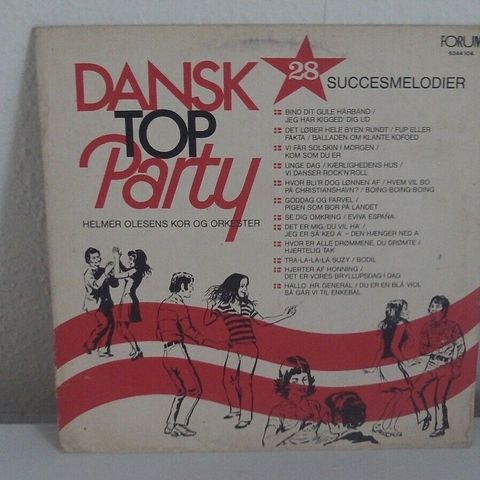 FORUM
6244104
DANSK
TOP
Party
28
SUCCESMELODIER
HELMER OLESENS KOR OG ORKESTER
BIND DIT GULE HÅRBÅND /
JEG HAR KIGGED' DIG UD
DET LØBER HELE BYEN RUNDT / FUP ELLER
FAKTA / BALLADEN OM KLANTE KOFOED
VI FÅR SOLSKIN I MORGEN /
KOM SOM DU ER
UNGE DAG / KÆRLIGHEDENS HUS /
VI DANSER ROCK'N'ROLL
HVOR BLI'R DOG LØNNEN AF / HVEM VIL BO
PÅ CHRISTIANSHAVN? / BOING-BOING-BOING
GODDAG OG FARVEL /
PIGEN SOM BOR PÅ LANDET
SE DIG OMKRING / EVIVA ESPAÑA
DET ER MIG, DU VIL HA' /
JEG ER SÅ KED A' – DEN HÆNGER NED A'
HVOR ER ALLE DRØMMENE, DU DRØMTE /
HJERTELIG TAK
TRA-LA-LA-LA SUZY / BODIL
HJERTER AF HONNING /
DET ER VORES BRYLLUPSDAG I DAG
HALLO HR. GENERAL / DU ER EN BLÅ VIOL
SÅ GÅR VI TIL ENKEBAL